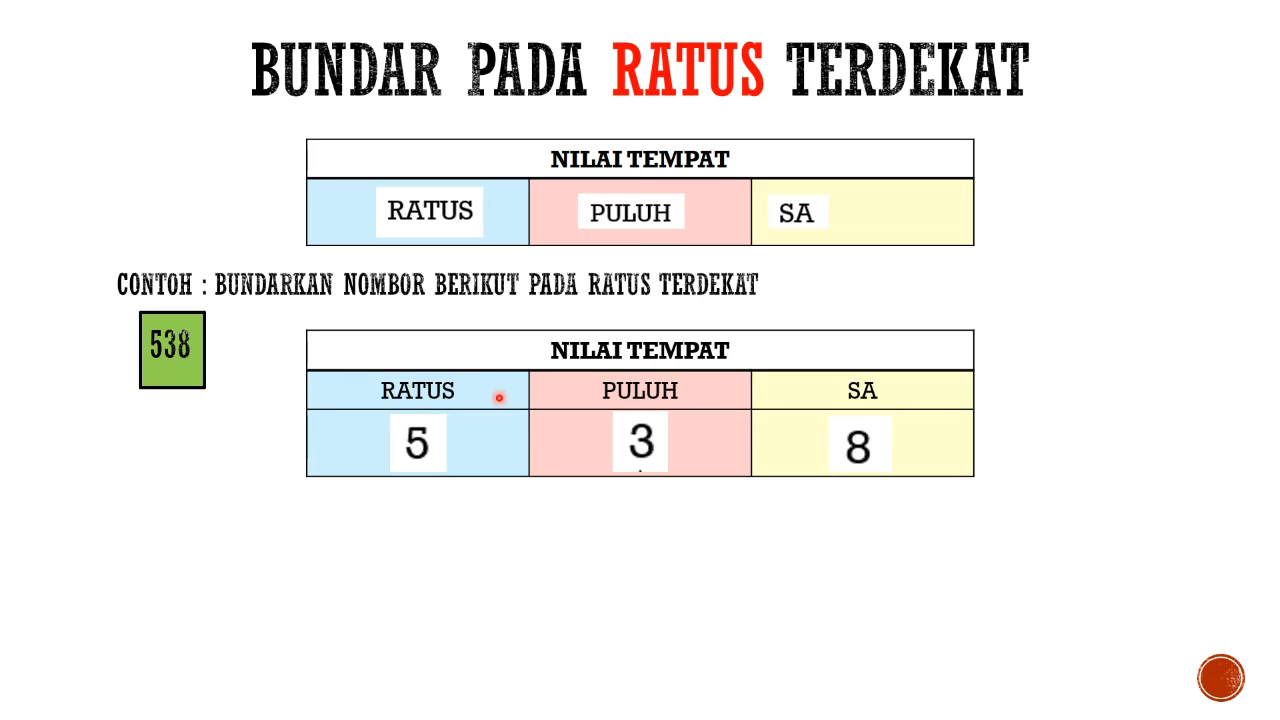 BUNDAR PADA RATUS TERDEKAT
NILAI TEMPAT
RATUS PULUH SA
CONTOH : BUNDARKAN NOMBOR BERIKUT PADA RATUS TERDEKAT
538
NILAI TEMPAT
RATUS PULUH SA
5 3 8